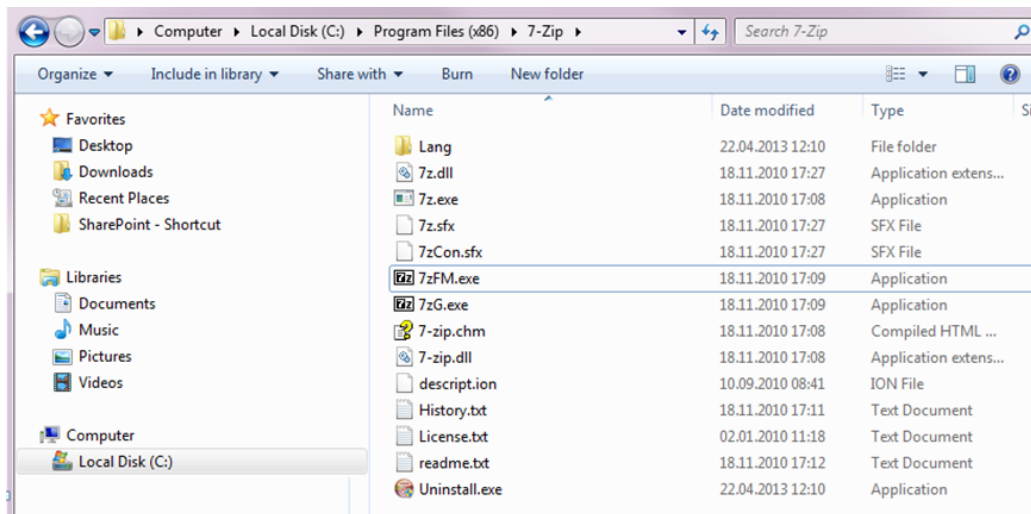 Computer Local Disk (C:) Program Files (x86) 7-Zip Search 7-Zip
Organize Include in library Share with Burn New folder
Favorites
Desktop
Downloads
Recent Places
SharePoint - Shortcut
Libraries
Documents
Music
Pictures
Videos
Computer
Local Disk (C:)
Name Date modified Type
Lang 22.04.2013 12:10 File folder
7z.dll 18.11.2010 17:27 Application extens...
7z.exe 18.11.2010 17:08 Application
7z.sfx 18.11.2010 17:27 SFX File
7zCon.sfx 18.11.2010 17:27 SFX File
7zFM.exe 18.11.2010 17:09 Application
7zG.exe 18.11.2010 17:09 Application
7-zip.chm 18.11.2010 17:08 Compiled HTML ...
7-zip.dll 18.11.2010 17:08 Application extens...
descript.ion 10.09.2010 08:41 ION File
History.txt 18.11.2010 17:11 Text Document
License.txt 02.01.2010 11:18 Text Document
readme.txt 18.11.2010 17:12 Text Document
Uninstall.exe 22.04.2013 12:10 Application